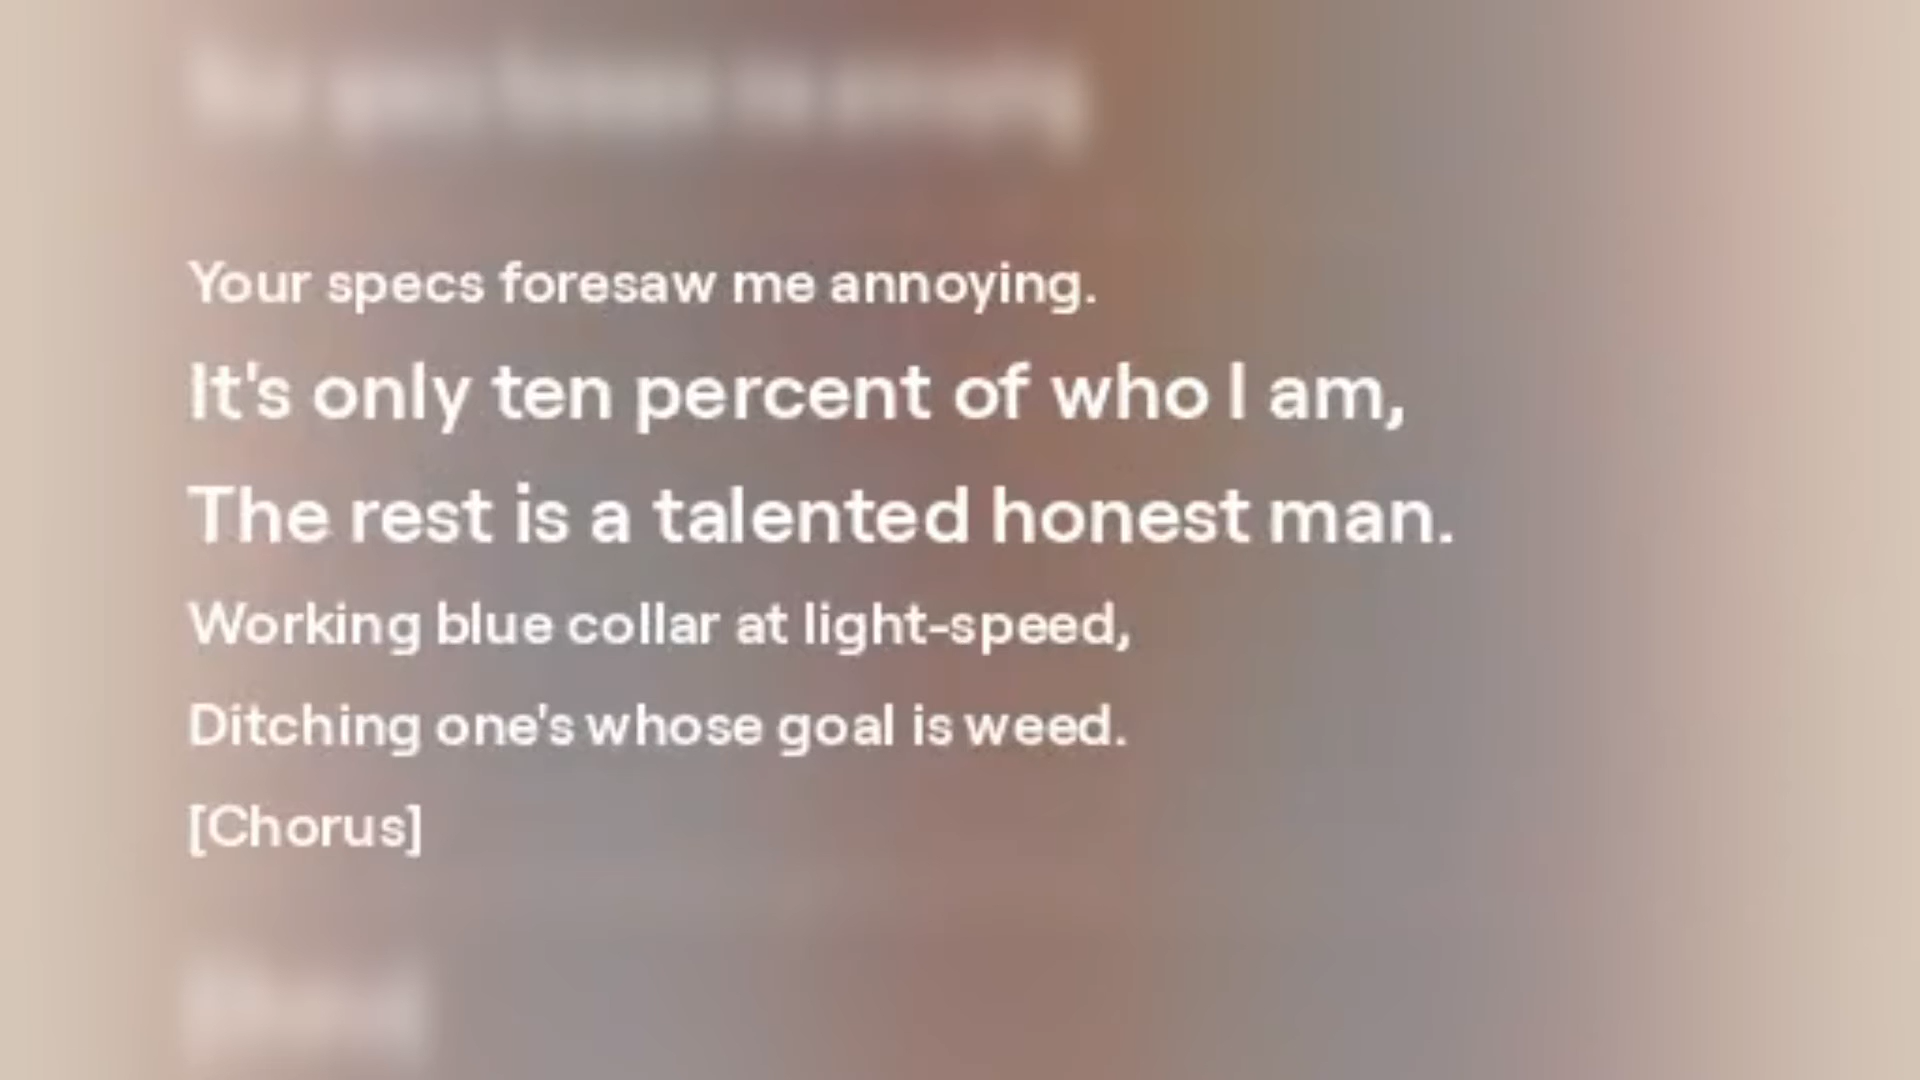 Your specs foresaw me annoying.
It's only ten percent of who I am,
The rest is a talented honest man.
Working blue collar at light-speed,
Ditching one's whose goal is weed.
[Chorus]